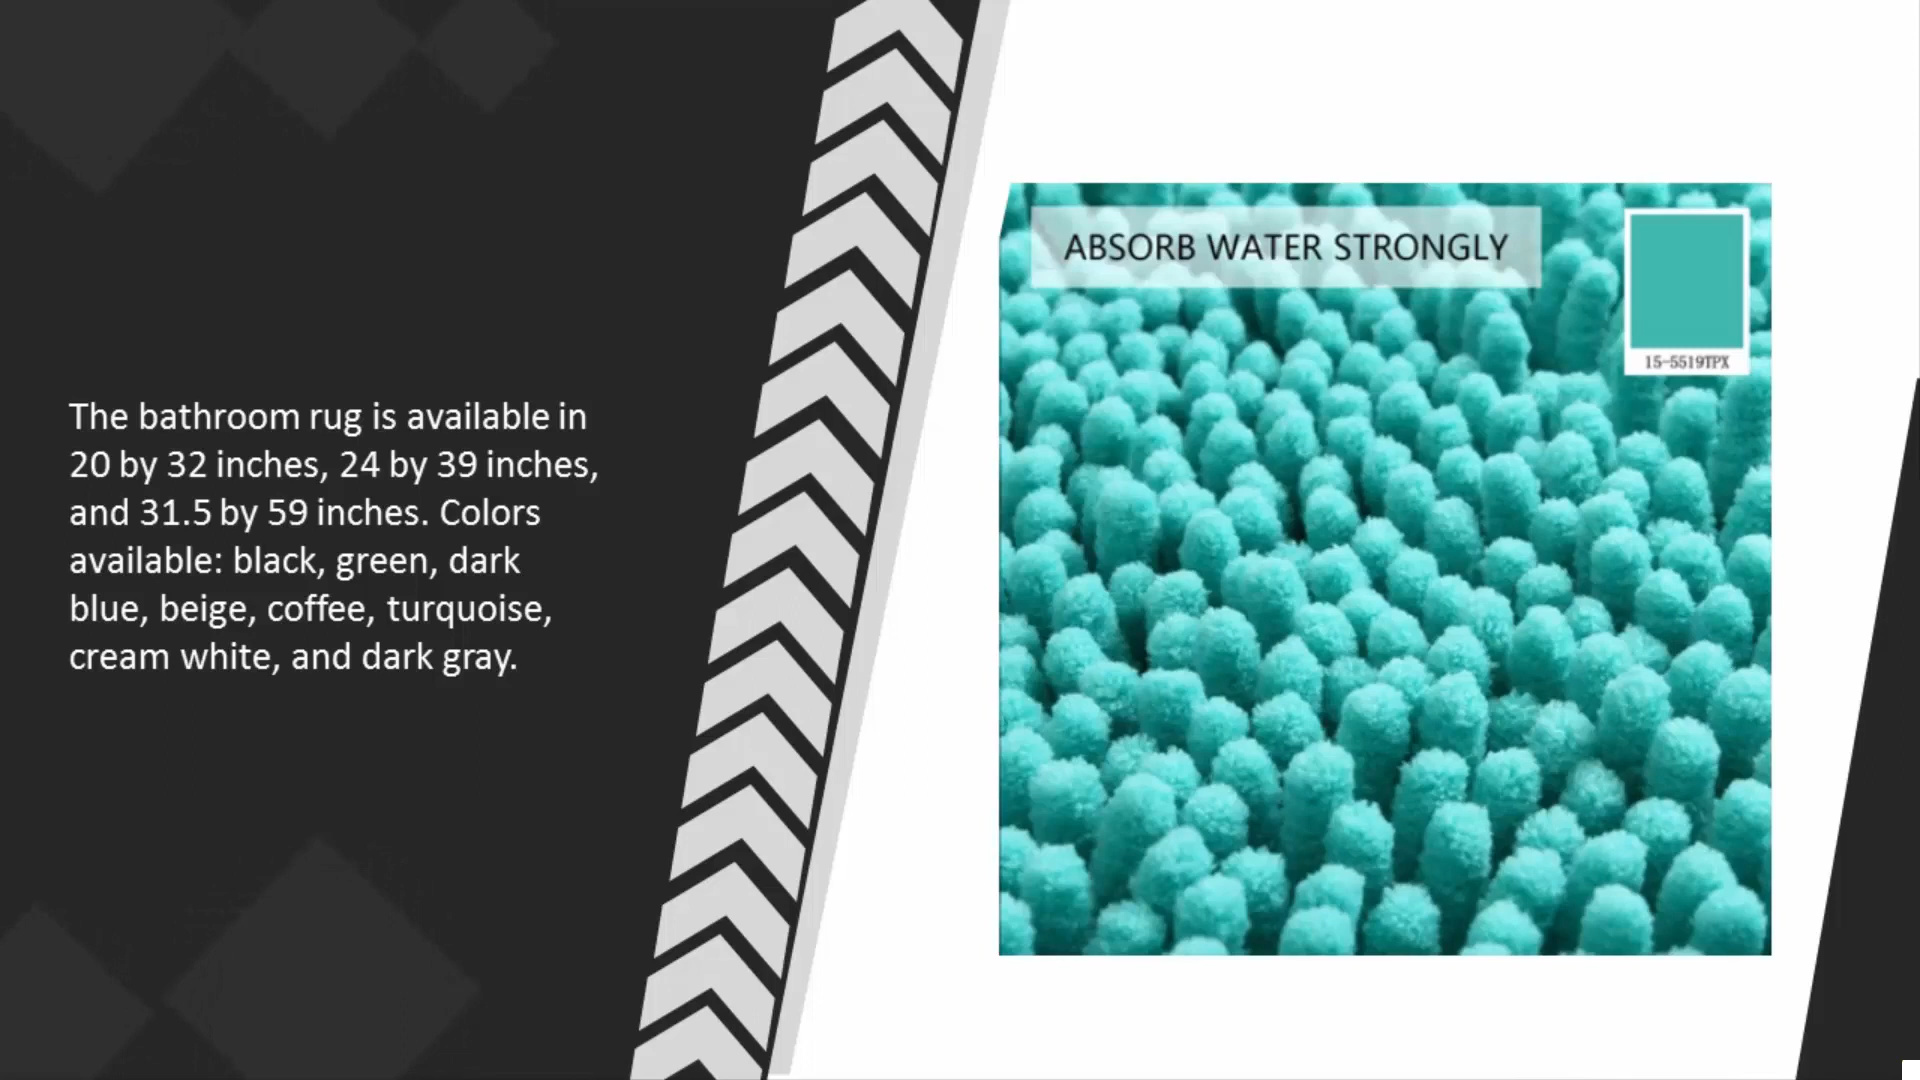 The bathroom rug is available in
20 by 32 inches, 24 by 39 inches,
and 31.5 by 59 inches. Colors
available: black, green, dark
blue, beige, coffee, turquoise,
cream white, and dark gray.
ABSORB WATER STRONGLY
15-5519TPX